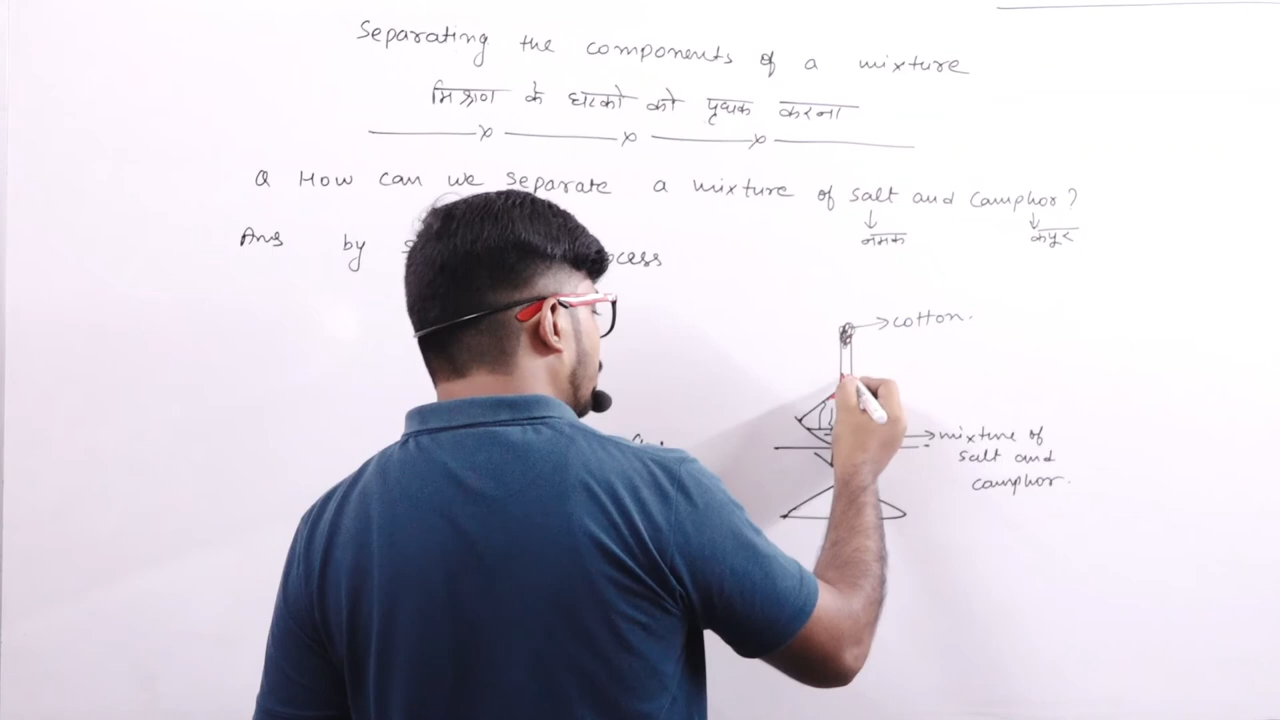 Separating the components of a mixture
मिश्रण के घटको को पृथक करना
Q How can we separate a mixture of salt and camphor?
नमक कपुर
Ans by process
cotton.
mixture of
salt and
camphor.